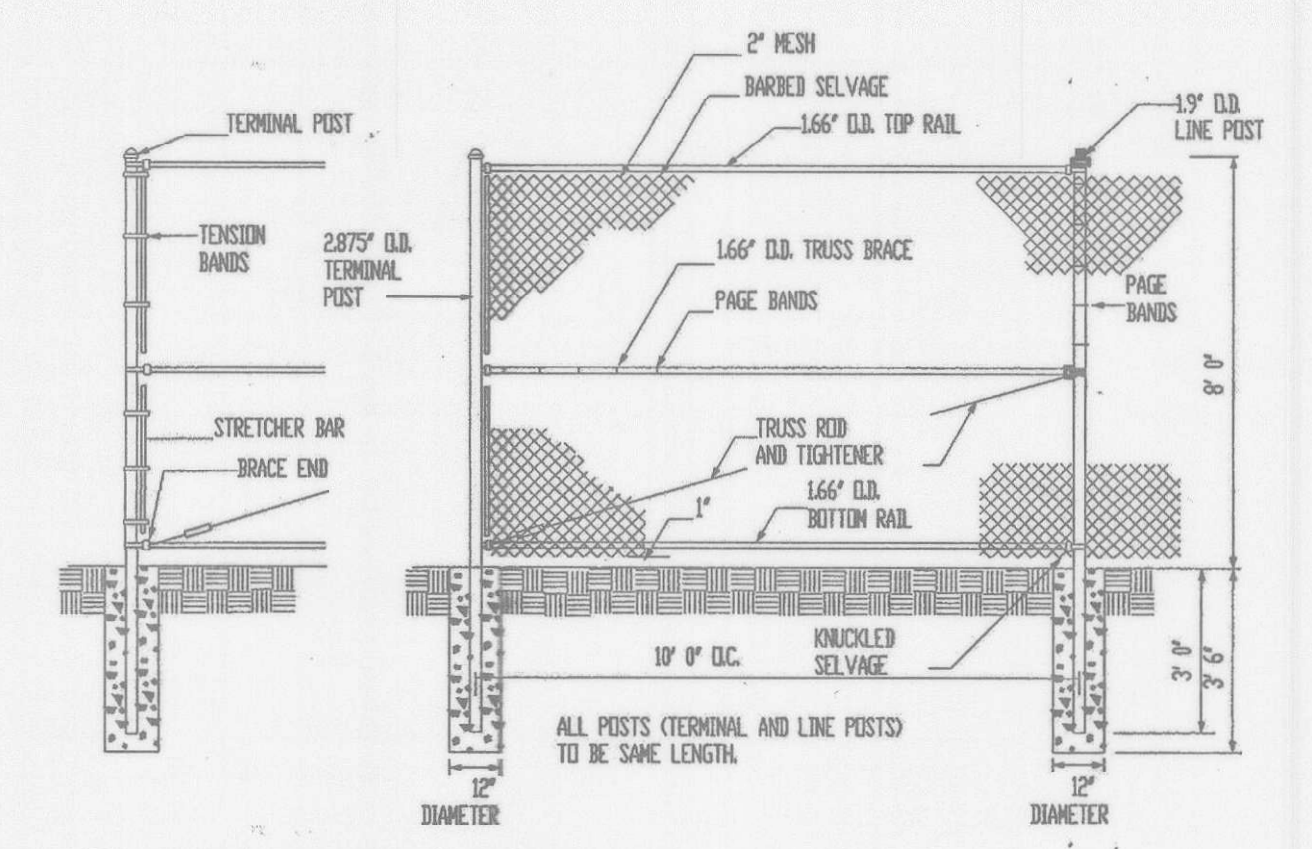 2" MESH
BARBED SELVAGE
1.66" O.D. TOP RAIL
1.9" O.D.
LINE POST
TERMINAL POST
TENSION
BANDS
2.875" O.D.
TERMINAL
POST
1.66" O.D. TRUSS BRACE
PAGE BANDS
PAGE
BANDS
8' 0"
STRETCHER BAR
BRACE END
TRUSS ROD
AND TIGHTENER
1"
1.66" O.D.
BOTTOM RAIL
KNUCKLED
SELVAGE
10' 0" O.C.
3' 0"
3' 6"
ALL POSTS (TERMINAL AND LINE POSTS)
TO BE SAME LENGTH.
12"
DIAMETER
12"
DIAMETER